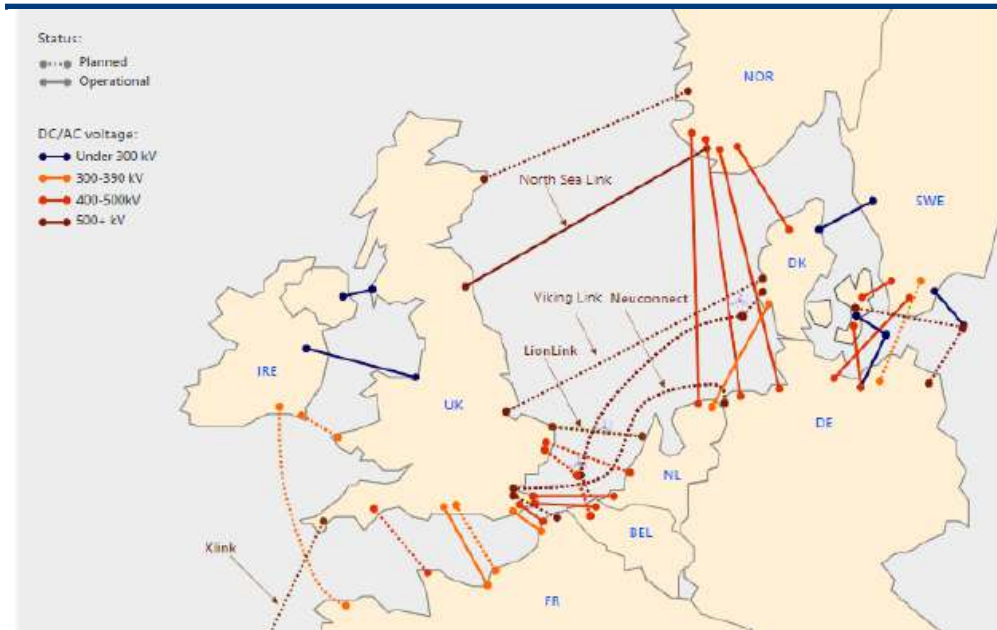 Status:
Planned
Operational
DC/AC voltage:
Under 300 kV
300-390 kV
400-500kV
500+ kV
NOR
North Sea Link
SWE
DK
Viking Link Neuconnect
LionLink
IRE
UK
DE
NL
BEL
Xlink
FR